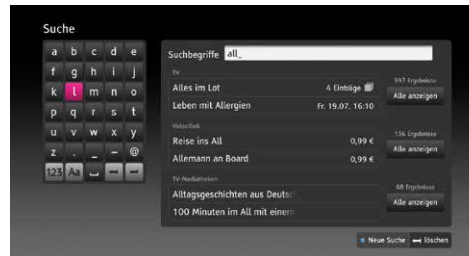 Suche
a b c d e
f g h i j
k l m n o
p q r s t
u v w x y
z . _ - @
123 Aa
Suchbegriffe all_
TV
997 Ergebnisse
Alles im Lot 4 Einträge
Alle anzeigen
Leben mit Allergien Fr. 19.07. 16:10
Videothek
136 Ergebnisse
Reise ins All 0,99 €
Alle anzeigen
Allemann an Board 0,99 €
TV-Mediatheken
68 Ergebnisse
Alltagsgeschichten aus Deutsc
Alle anzeigen
100 Minuten im All mit einem
Neue Suche löschen